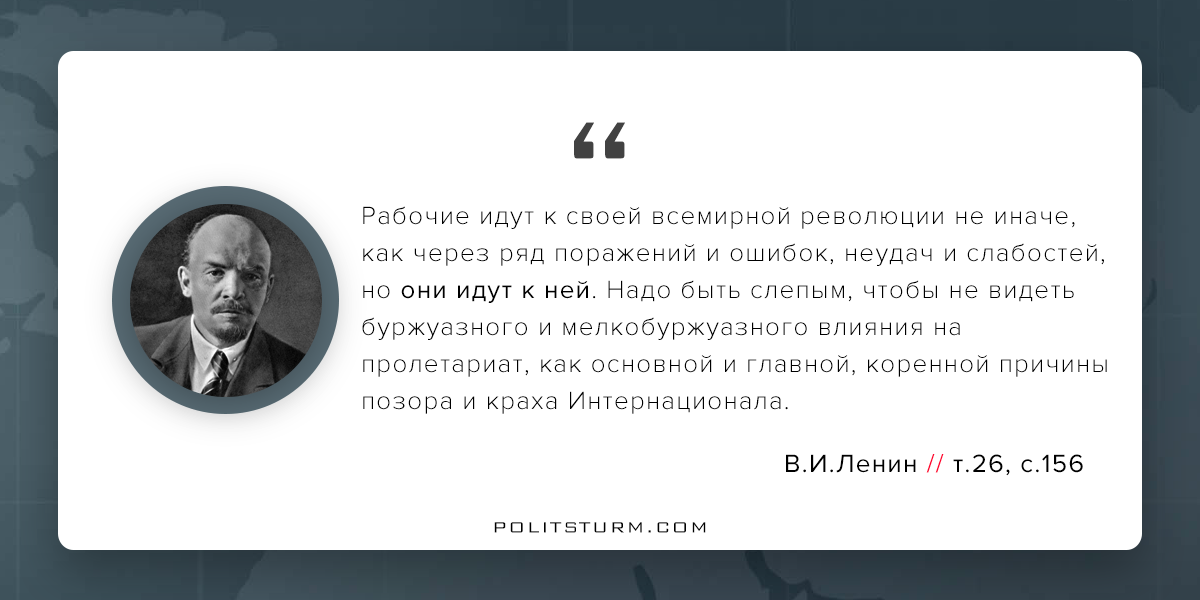 “
Рабочие идут к своей всемирной революции не иначе,
как через ряд поражений и ошибок, неудач и слабостей,
но они идут к ней. Надо быть слепым, чтобы не видеть
буржуазного и мелкобуржуазного влияния на
пролетариат, как основной и главной, коренной причины
позора и краха Интернационала.
В.И.Ленин // т.26, с.156
POLITSTURM.COM